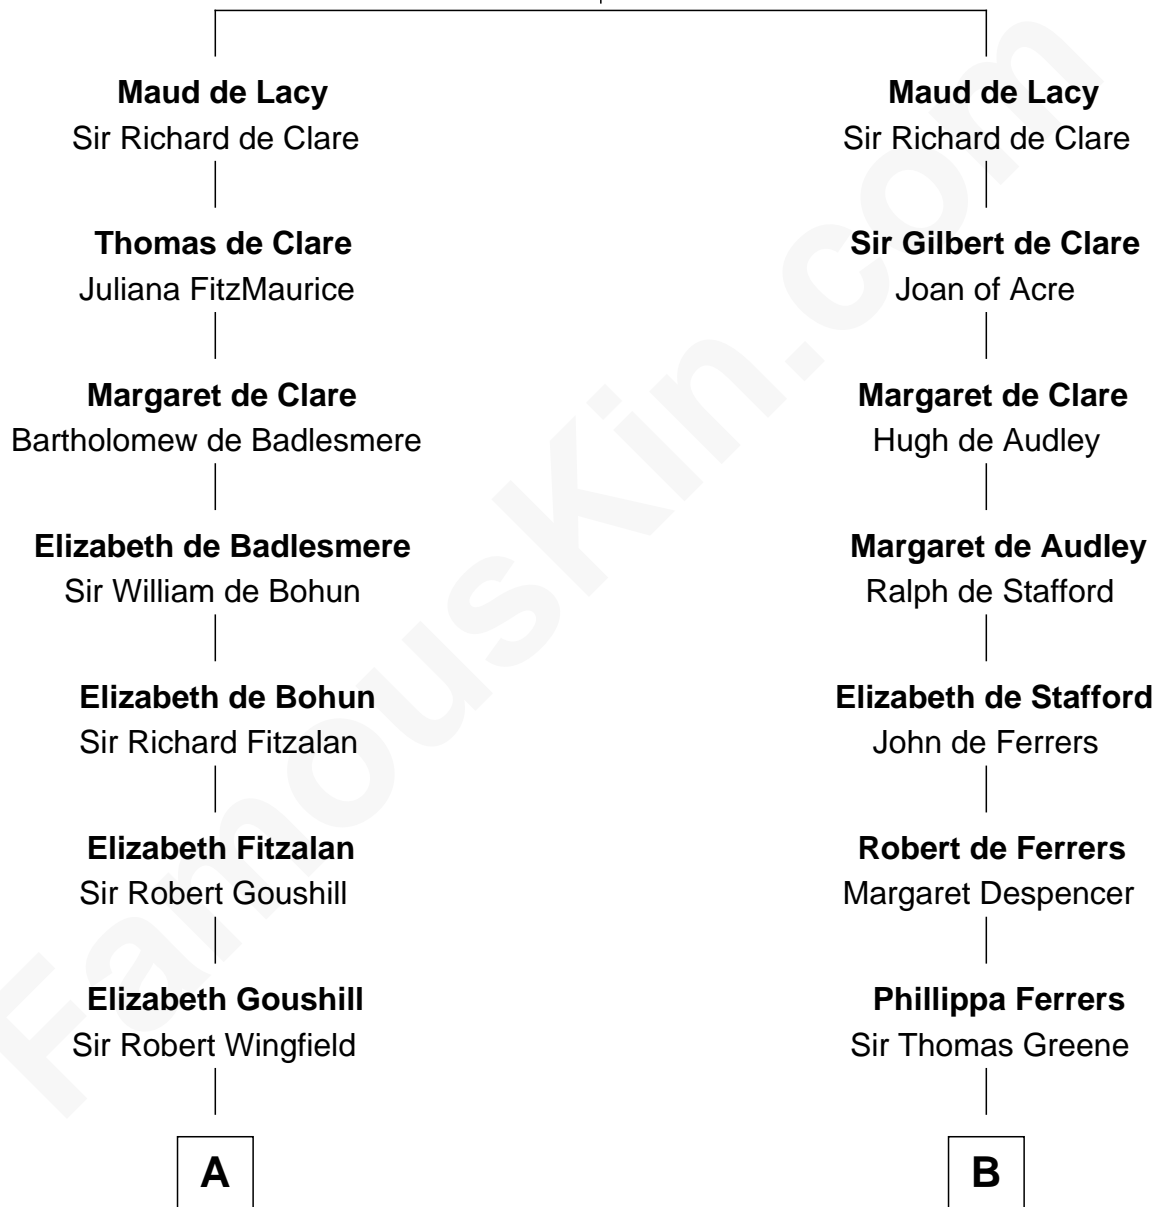 Maud de Lacy
Sir Richard de Clare
Thomas de Clare
Juliana FitzMaurice
Margaret de Clare
Bartholomew de Badlesmere
Elizabeth de Badlesmere
Sir William de Bohun
Elizabeth de Bohun
Sir Richard Fitzalan
Elizabeth Fitzalan
Sir Robert Goushill
Elizabeth Goushill
Sir Robert Wingfield
A
Maud de Lacy
Sir Richard de Clare
Sir Gilbert de Clare
Joan of Acre
Margaret de Clare
Hugh de Audley
Margaret de Audley
Ralph de Stafford
Elizabeth de Stafford
John de Ferrers
Robert de Ferrers
Margaret Despencer
Phillippa Ferrers
Sir Thomas Greene
B
FamousKin.com